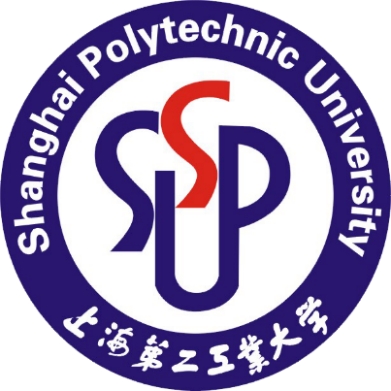 Shanghai Polytechnic University
SSPU
上海第二工业大学